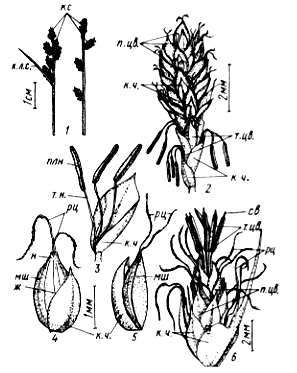 к.с
к.л.с.
1см
1
п.цв.
к.ч.
2мм
т.цв.
к.ч.
2
плн
т.н.
к.ч
3
рц
рц
н
мш
ж
4
1мм
к.ч.
мш
5
св
т.цв.
рц
п.цв.
к.ч.
2мм
6